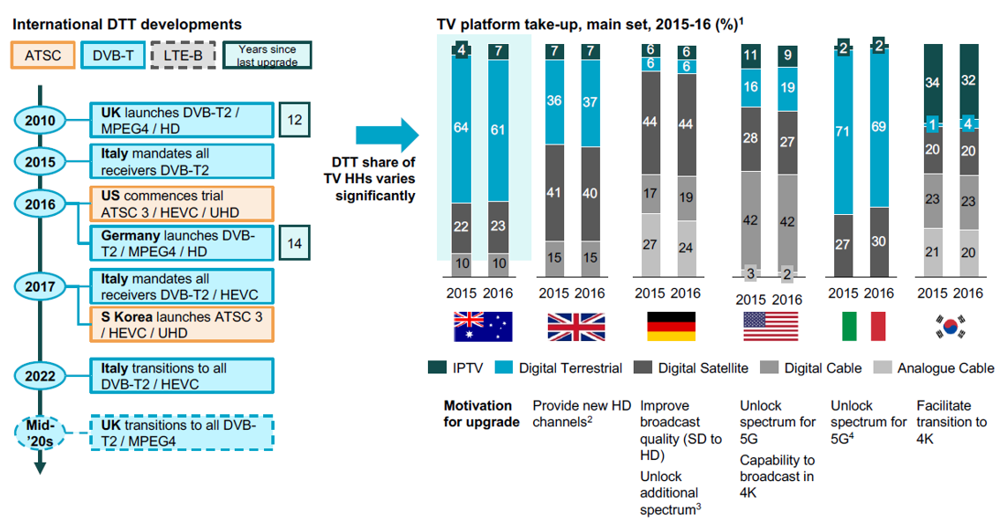 International DTT developments
ATSC
DVB-T
LTE-B
Years since
last upgrade
2010
UK launches DVB-T2 /
MPEG4 / HD
12
2015
Italy mandates all
receivers DVB-T2
2016
US commences trial
ATSC 3 / HEVC / UHD
Germany launches DVB-
T2 / MPEG4 / HD
14
2017
Italy mandates all
receivers DVB-T2 / HEVC
S Korea launches ATSC 3
/ HEVC / UHD
2022
Italy transitions to all
DVB-T2 / HEVC
Mid-
'20s
UK transitions to all DVB-
T2 / MPEG4
DTT share of
TV HHs varies
significantly
TV platform take-up, main set, 2015-16 (%)1
4 7 7 7 6 6 11 9 2 2 34 32
64 61 36 37 6 6 16 19 71 69 1 4
22 23 41 40 44 44 28 27 27 30 20 20
10 10 15 15 17 19 42 42 23 23
27 24 3 2 21 20
2015 2016 2015 2016 2015 2016 2015 2016 2015 2016 2015 2016
IPTV Digital Terrestrial Digital Satellite Digital Cable Analogue Cable
Motivation
for upgrade
Provide new HD
channels2
Improve
broadcast
quality (SD to
HD)
Unlock
additional
spectrum3
Unlock
spectrum for
5G
Capability to
broadcast in
4K
Unlock
spectrum for
5G4
Facilitate
transition to
4K